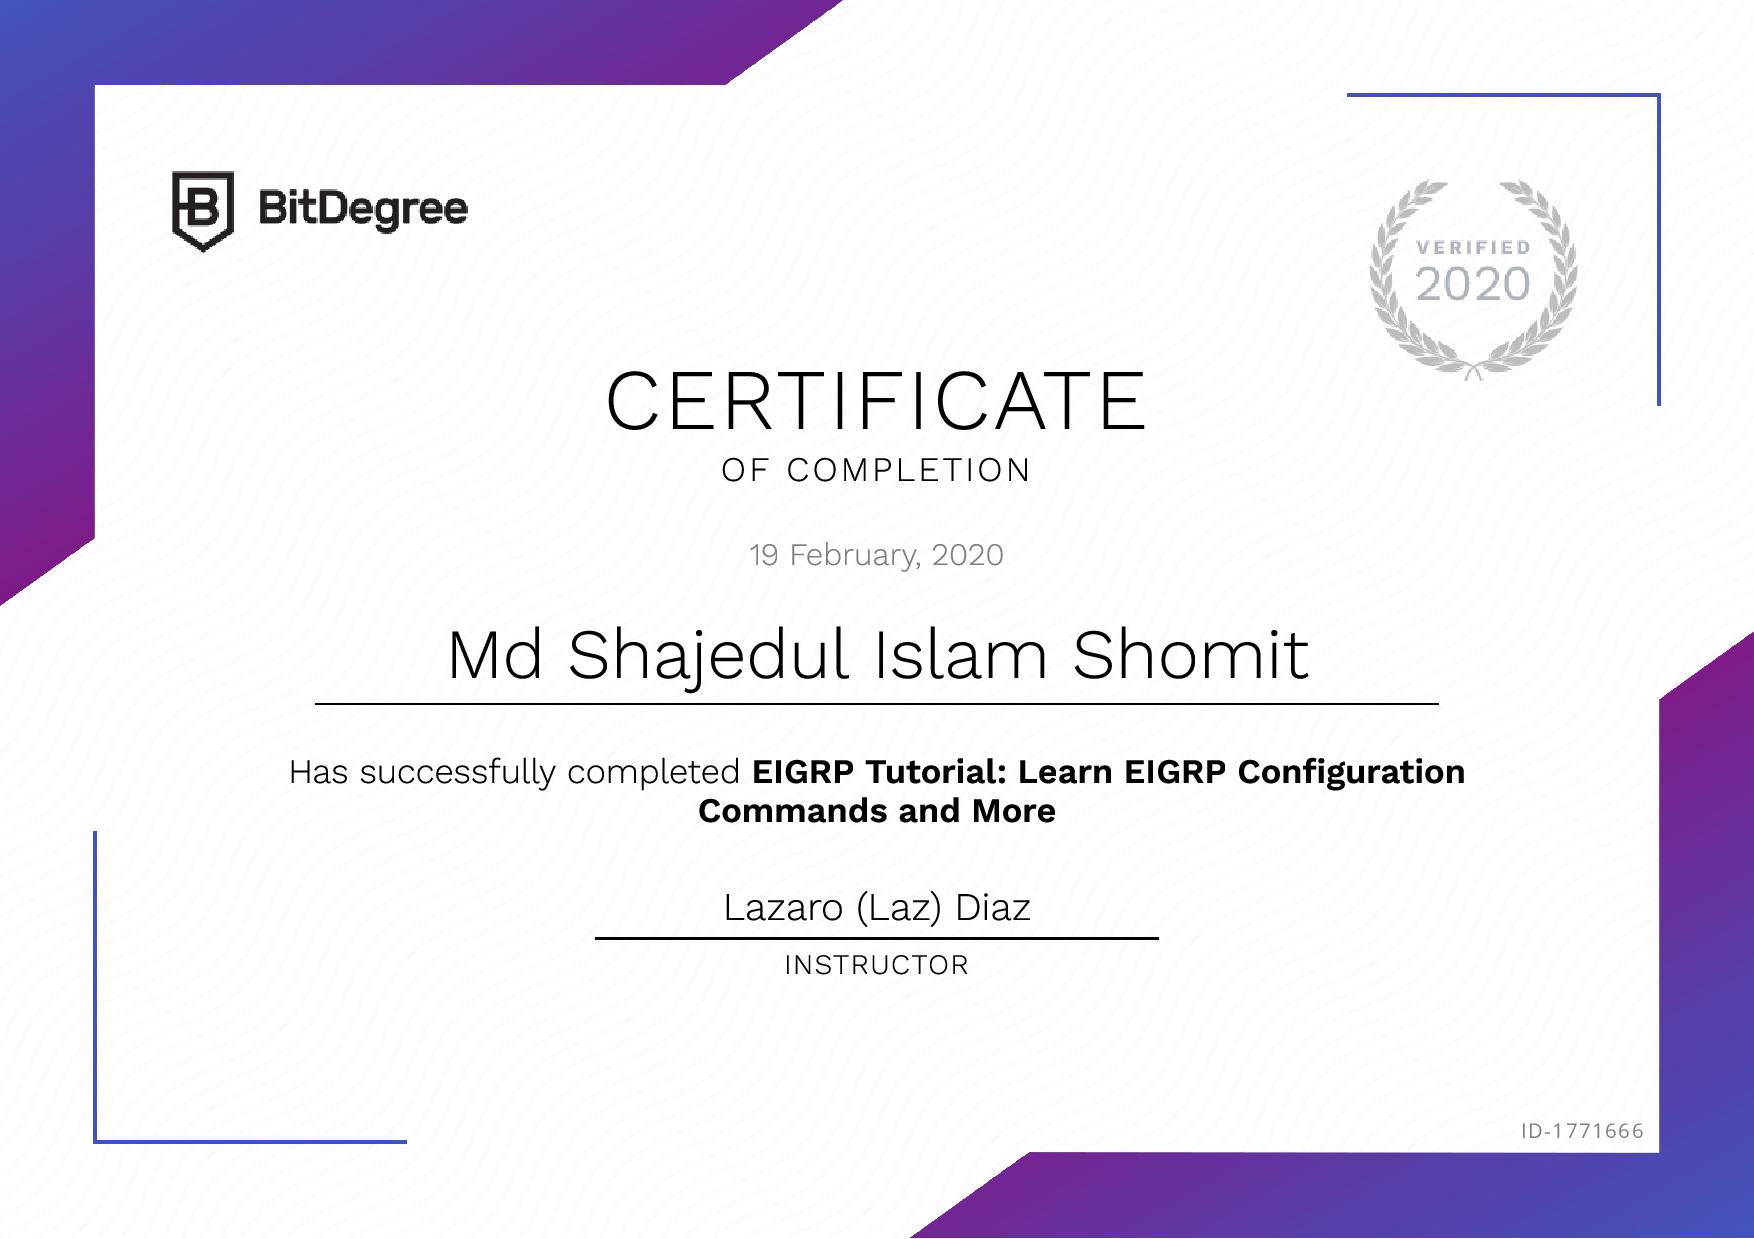 BitDegree
VERIFIED
2020
CERTIFICATE
OF COMPLETION
19 February, 2020
Md Shajedul Islam Shomit
Has successfully completed EIGRP Tutorial: Learn EIGRP Configuration
Commands and More
Lazaro (Laz) Diaz
INSTRUCTOR
ID-1771666